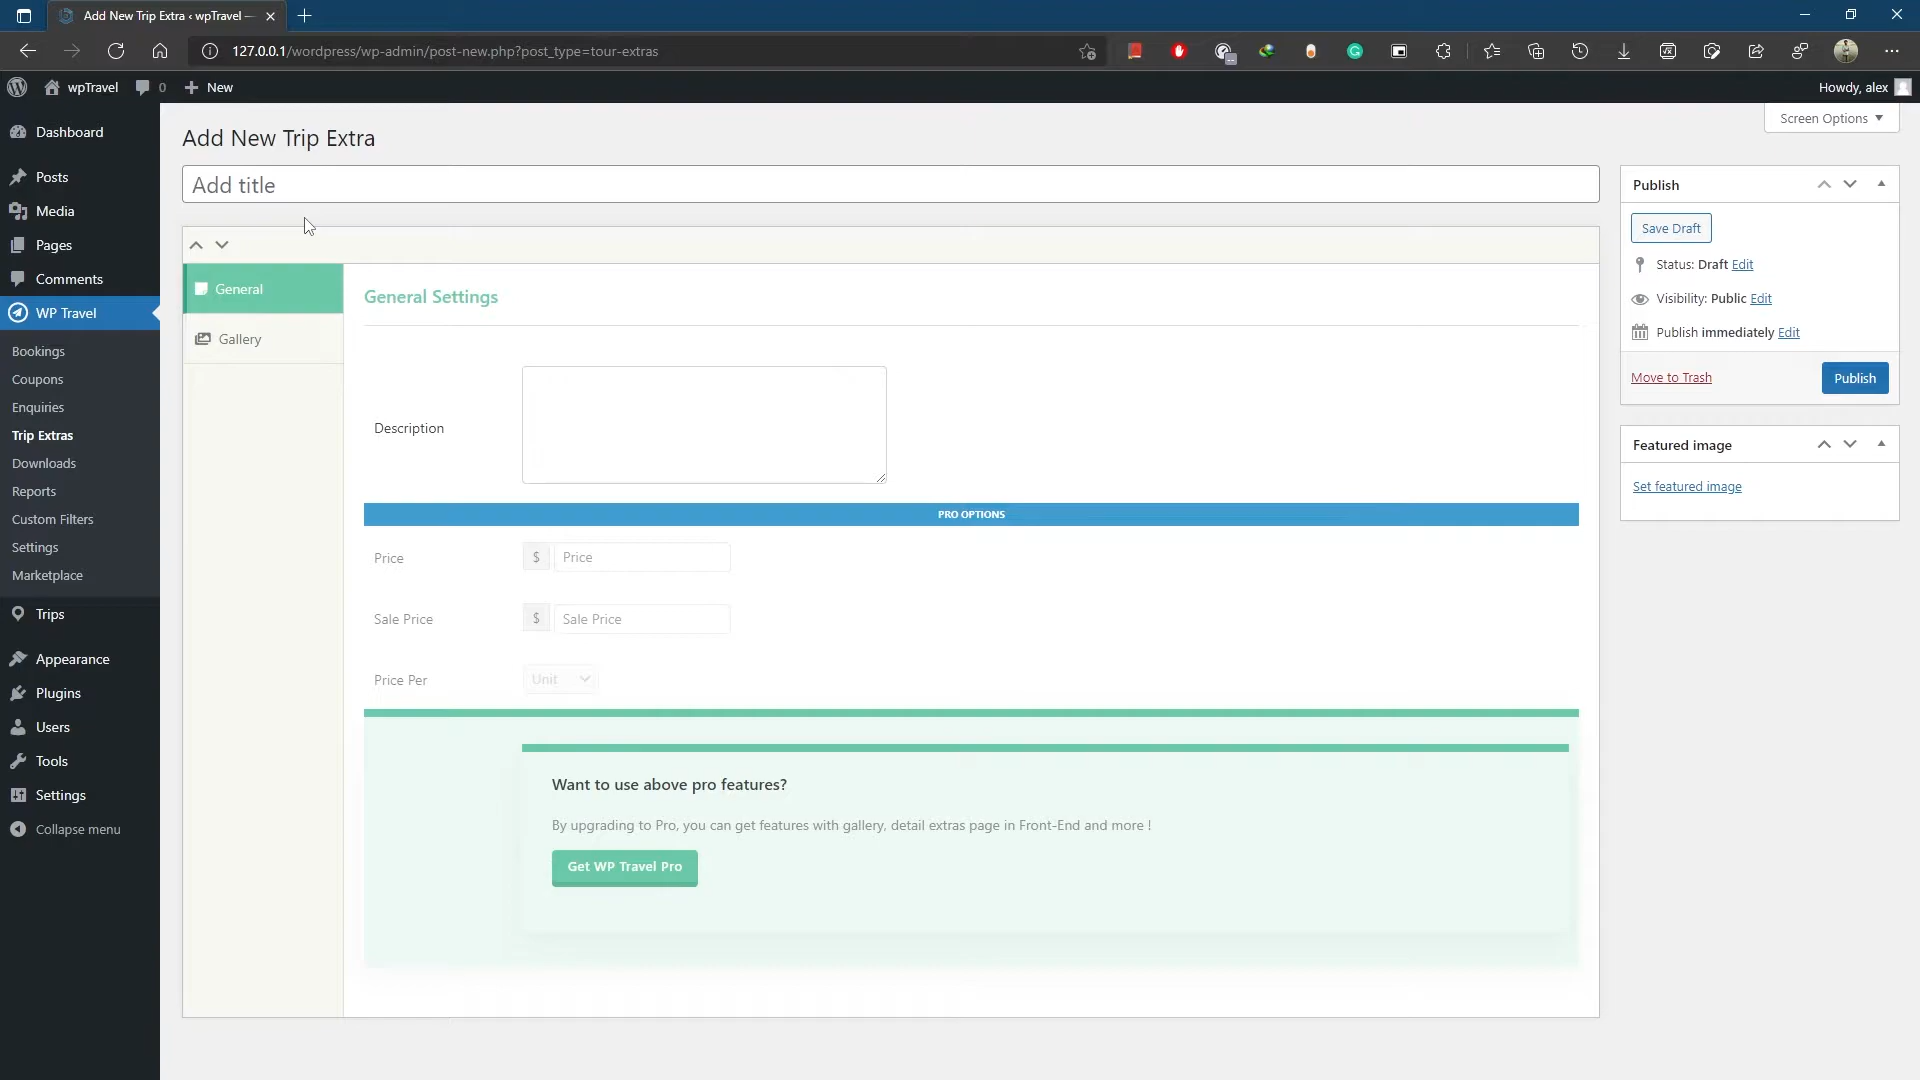 Add New Trip Extra ‹ wpTravel —
127.0.0.1/wordpress/wp-admin/post-new.php?post_type=tour-extras
wpTravel 0 New
Howdy, alex
Screen Options
Dashboard
Posts
Media
Pages
Comments
WP Travel
Bookings
Coupons
Enquiries
Trip Extras
Downloads
Reports
Custom Filters
Settings
Marketplace
Trips
Appearance
Plugins
Users
Tools
Settings
Collapse menu
Add New Trip Extra
Add title
General
Gallery
General Settings
Description
PRO OPTIONS
Price $ Price
Sale Price $ Sale Price
Price Per Unit
Want to use above pro features?
By upgrading to Pro, you can get features with gallery, detail extras page in Front-End and more !
Get WP Travel Pro
Publish
Save Draft
Status: Draft Edit
Visibility: Public Edit
Publish immediately Edit
Move to Trash Publish
Featured image
Set featured image